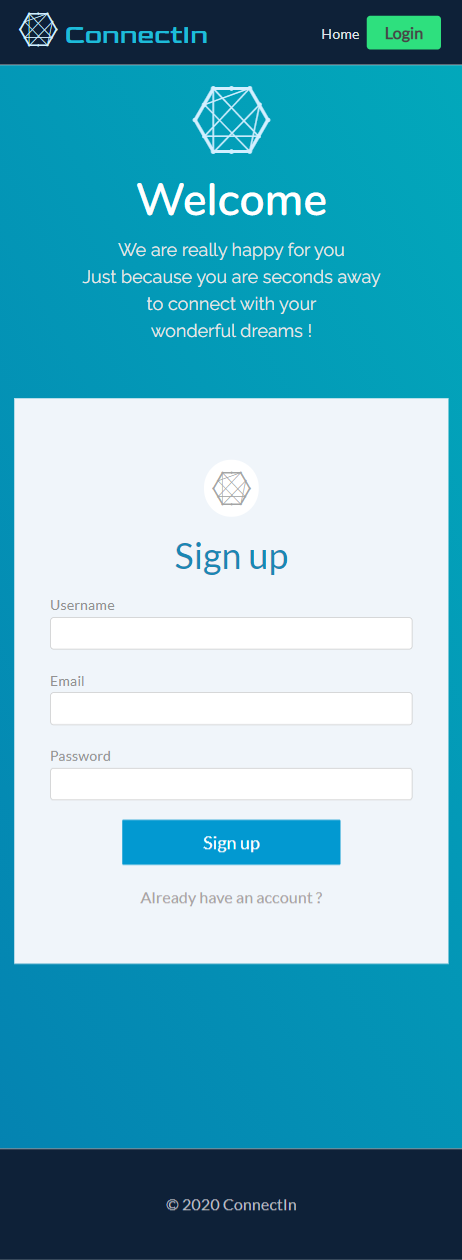 ConnectIn
Home
Login
Welcome
We are really happy for you
Just because you are seconds away
to connect with your
wonderful dreams !
Sign up
Username
Email
Password
Sign up
Already have an account ?
© 2020 ConnectIn